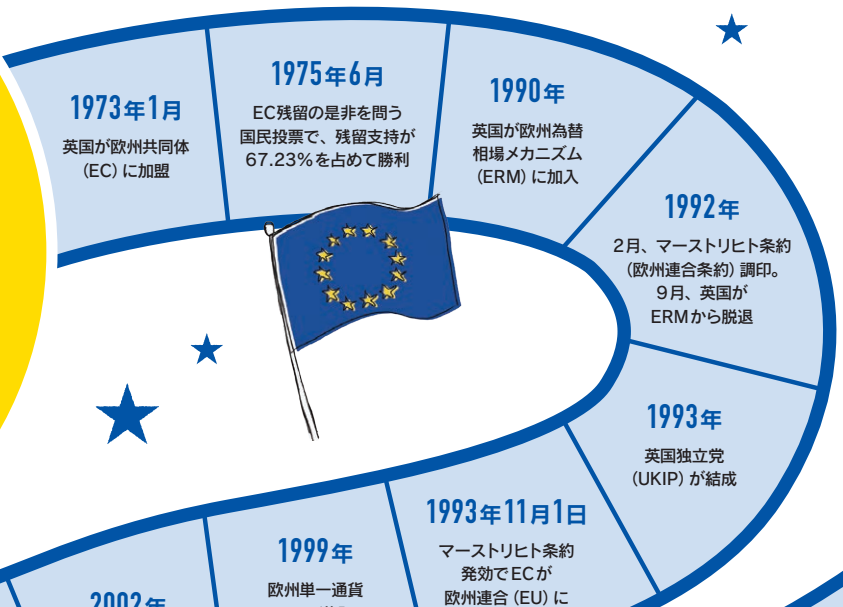 1973年1月
英国が欧州共同体
（EC）に加盟
1975年6月
EC残留の是非を問う
国民投票で、残留支持が
67.23％を占めて勝利
1990年
英国が欧州為替
相場メカニズム
（ERM）に加入
1992年
2月、マーストリヒト条約
（欧州連合条約）調印。
9月、英国が
ERMから脱退
1993年
英国独立党
（UKIP）が結成
1993年11月1日
マーストリヒト条約
発効でECが
欧州連合（EU）に
1999年
欧州単一通貨
2002年